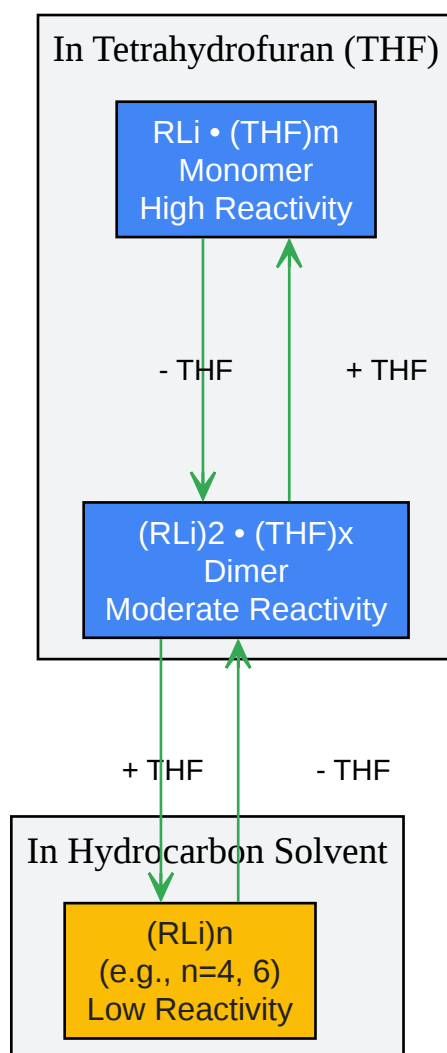 In Tetrahydrofuran (THF)
RLi • (THF)m
Monomer
High Reactivity
- THF
+ THF
(RLi)2 • (THF)x
Dimer
Moderate Reactivity
+ THF
- THF
In Hydrocarbon Solvent
(RLi)n
(e.g., n=4, 6)
Low Reactivity